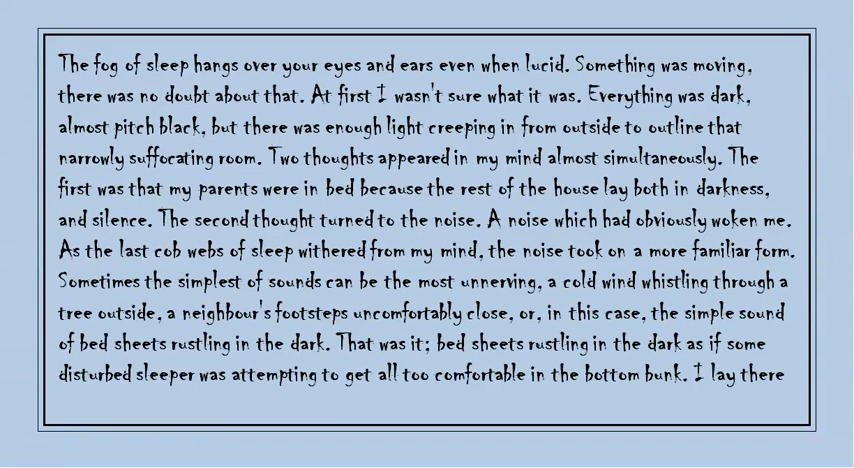 The fog of sleep hangs over your eyes and ears even when lucid. Something was moving,
there was no doubt about that. At first I wasn't sure what it was. Everything was dark,
almost pitch black, but there was enough light creeping in from outside to outline that
narrowly suffocating room. Two thoughts appeared in my mind almost simultaneously. The
first was that my parents were in bed because the rest of the house lay both in darkness,
and silence. The second thought turned to the noise. A noise which had obviously woken me.
As the last cob webs of sleep withered from my mind, the noise took on a more familiar form.
Sometimes the simplest of sounds can be the most unnerving, a cold wind whistling through a
tree outside, a neighbour's footsteps uncomfortably close, or, in this case, the simple sound
of bed sheets rustling in the dark. That was it; bed sheets rustling in the dark as if some
disturbed sleeper was attempting to get all too comfortable in the bottom bunk. I lay there